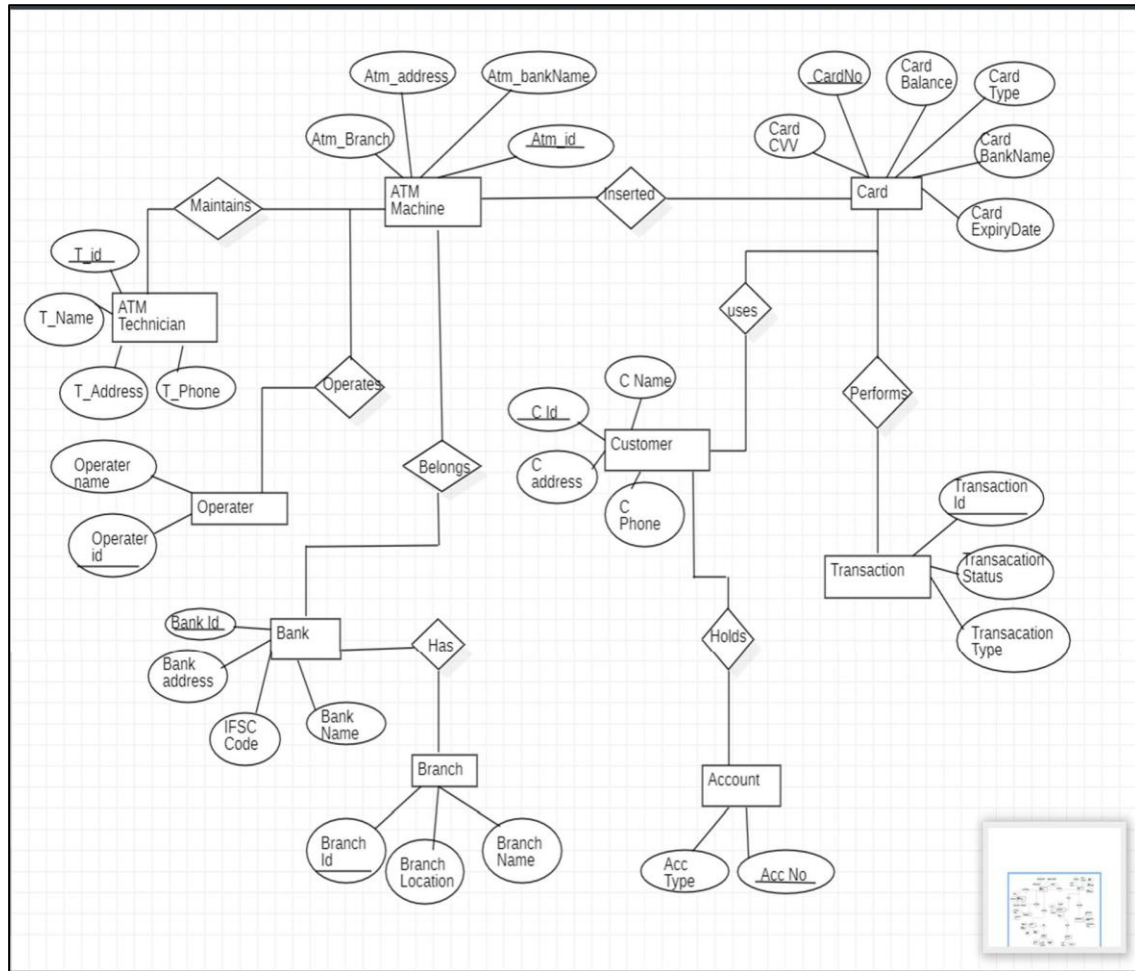 Atm_address
Atm_bankName
CardNo
Card
Balance
Card
Type
Atm_Branch
Atm_id
Card
CVV
Card
BankName
ATM
Machine
Inserted
Card
Maintains
Card
ExpiryDate
T_id
ATM
Technician
T_Name
uses
T_Address
T_Phone
Operates
C Name
Performs
C Id
Customer
Operater
name
Belongs
C
address
Operater
Transaction
Id
C
Phone
Operater
id
Transaction
Transacation
Status
Bank Id
Bank
Has
Holds
Transacation
Type
Bank
address
IFSC
Code
Bank
Name
Branch
Account
Branch
Id
Branch
Location
Branch
Name
Acc
Type
Acc No